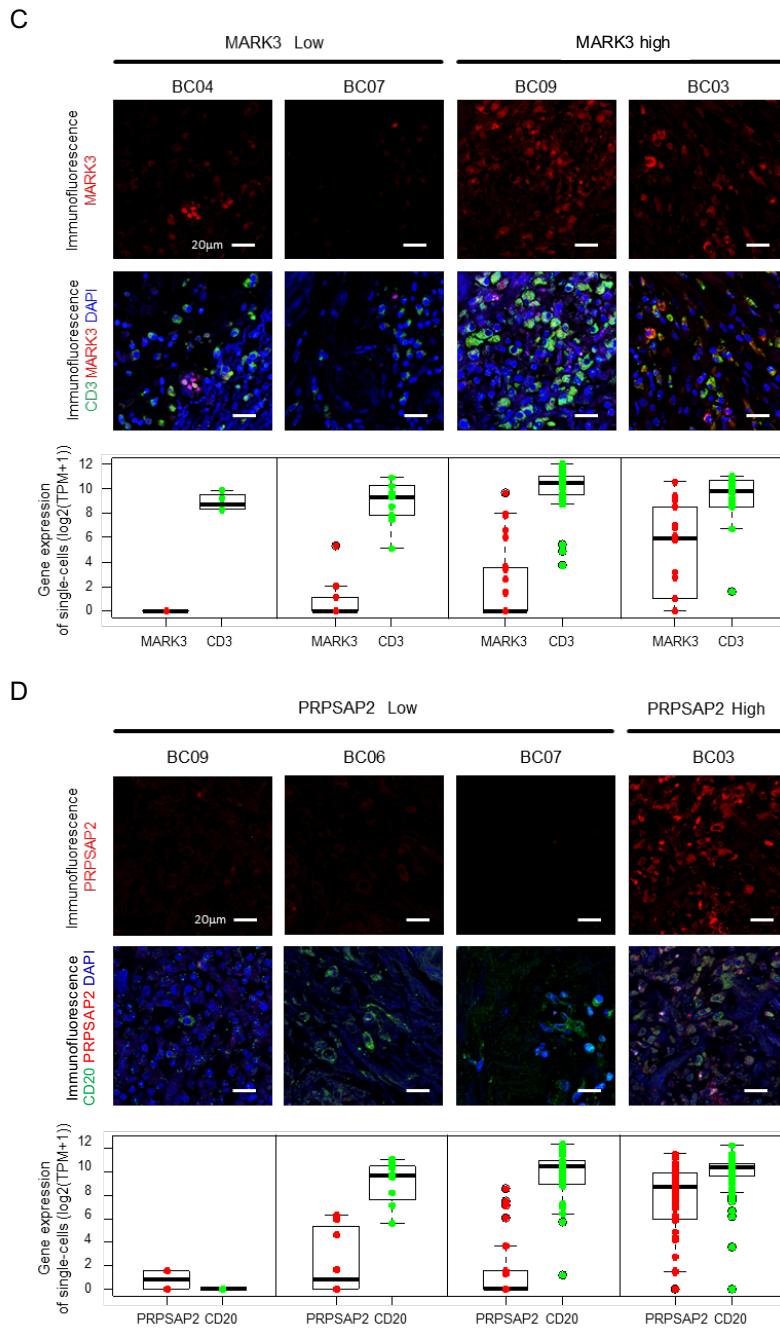 C
MARK3 Low MARK3 high
BC04 BC07 BC09 BC03
Immunofluorescence
MARK3
20μm
Immunofluorescence
CD3 MARK3 DAPI
Gene expression
of single-cells (log2(TPM+1))
12
10
8
6
4
2
0
MARK3 CD3 MARK3 CD3 MARK3 CD3 MARK3 CD3
D
PRPSAP2 Low PRPSAP2 High
BC09 BC06 BC07 BC03
Immunofluorescence
PRPSAP2
20μm
Immunofluorescence
CD20 PRPSAP2 DAPI
Gene expression
of single-cells (log2(TPM+1))
12
10
8
6
4
2
0
PRPSAP2 CD20 PRPSAP2 CD20 PRPSAP2 CD20 PRPSAP2 CD20